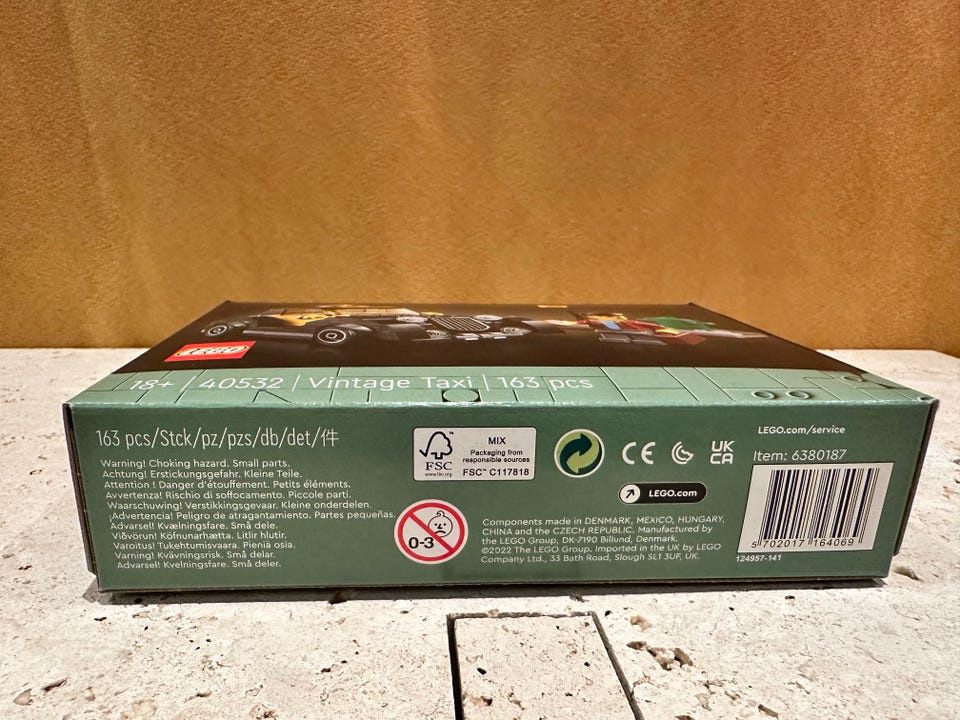 LEGO
18+ | 40532 | Vintage Taxi | 163 pcs
163 pcs/Stck/pz/pzs/db/det/件
Warning! Choking hazard. Small parts.
Achtung! Erstickungsgefahr. Kleine Teile.
Attention ! Danger d'étouffement. Petits éléments.
Avvertenza! Rischio di soffocamento. Piccole parti.
Waarschuwing! Verstikkingsgevaar. Kleine onderdelen.
¡Advertencia! Peligro de atragantamiento. Partes pequeñas.
Advarsel! Kvælningsfare. Små dele.
Viðvörun! Köfnunarhætta. Litlir hlutir.
Varoitus! Tukehtumisvaara. Pieniä osia.
Varning! Kvävningsrisk. Små delar.
Advarsel! Kvelningsfare. Små deler.
FSC
www.fsc.org
MIX
Packaging from
responsible sources
FSC™ C117818
0-3
CE
UK
CA
LEGO.com
Components made in DENMARK, MEXICO, HUNGARY,
CHINA and the CZECH REPUBLIC. Manufactured by
the LEGO Group, DK-7190 Billund, Denmark.
©2022 The LEGO Group. Imported in the UK by LEGO
Company Ltd., 33 Bath Road, Slough SL1 3UF, UK.
LEGO.com/service
Item: 6380187
5 702017 164069
124957-141